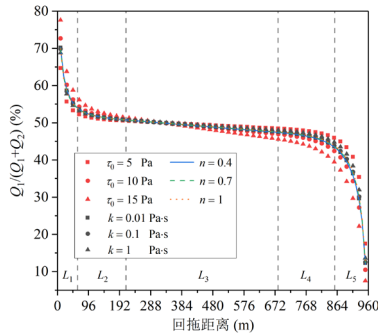 80
70
60
50
40
30
20
10
Q₁/(Q₁+Q₂) (%)
τ₀ = 5 Pa
τ₀ = 10 Pa
τ₀ = 15 Pa
k = 0.01 Pa·s
k = 0.1 Pa·s
k = 1 Pa·s
n = 0.4
n = 0.7
n = 1
L₁ L₂ L₃ L₄ L₅
0 96 192 288 384 480 576 672 768 864 960
回拖距离 (m)